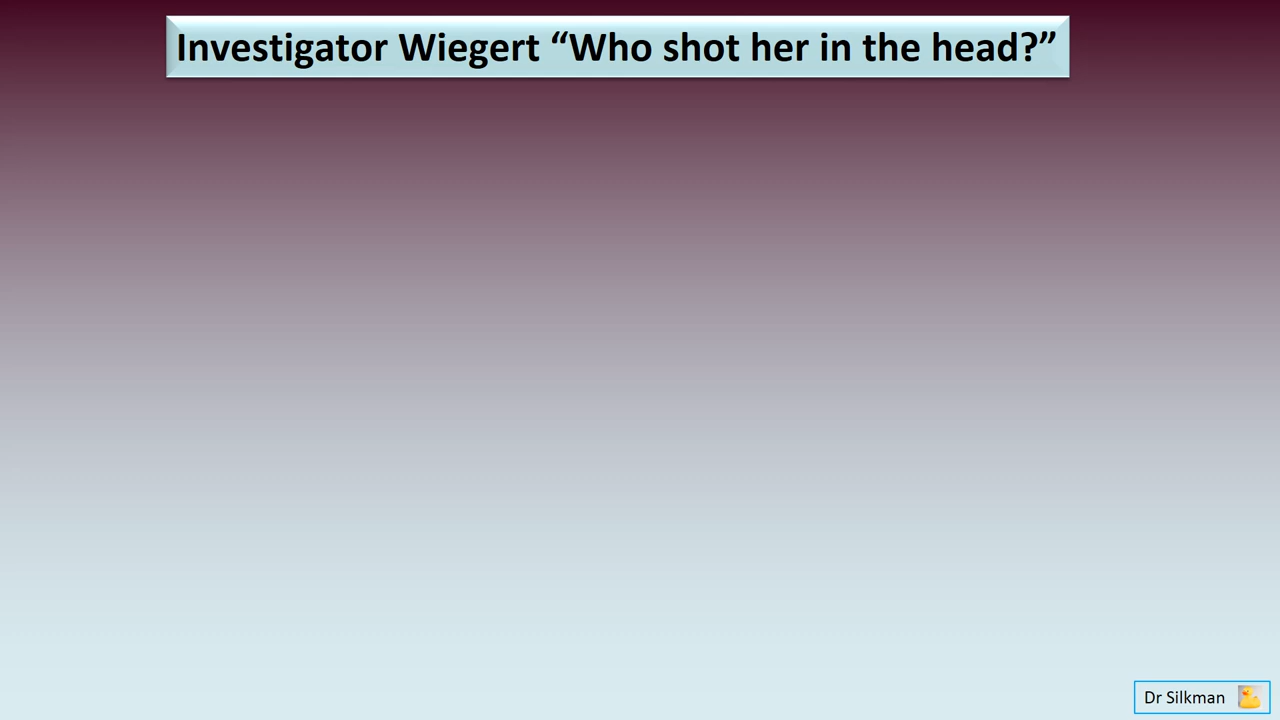 Investigator Wiegert “Who shot her in the head?”
Dr Silkman